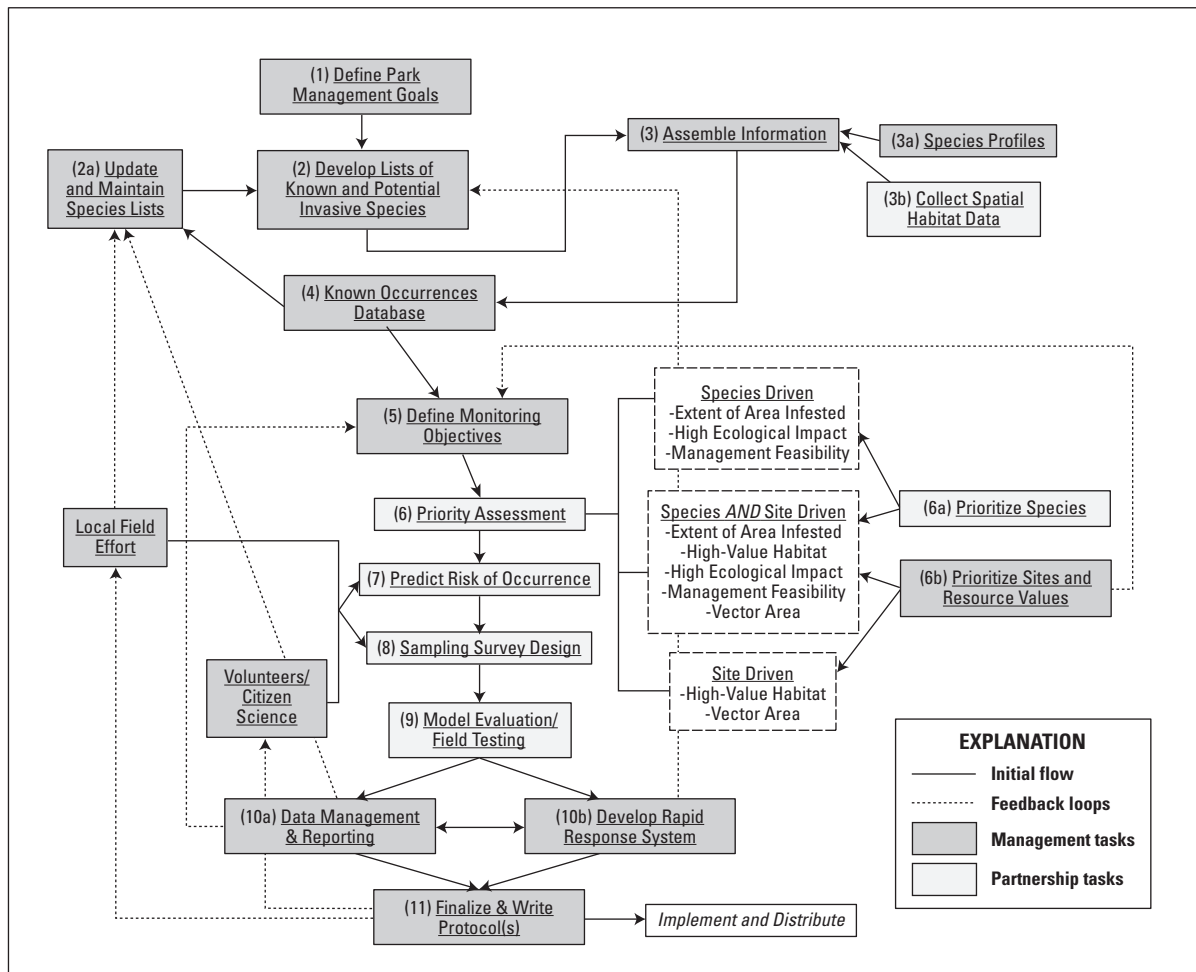 (1) Define Park
Management Goals
(2a) Update
and Maintain
Species Lists
(2) Develop Lists of
Known and Potential
Invasive Species
(3) Assemble Information
(3a) Species Profiles
(3b) Collect Spatial
Habitat Data
(4) Known Occurrences
Database
(5) Define Monitoring
Objectives
Species Driven
-Extent of Area Infested
-High Ecological Impact
-Management Feasibility
(6) Priority Assessment
Species AND Site Driven
-Extent of Area Infested
-High-Value Habitat
-High Ecological Impact
-Management Feasibility
-Vector Area
(6a) Prioritize Species
(6b) Prioritize Sites and
Resource Values
Local Field
Effort
(7) Predict Risk of Occurrence
(8) Sampling Survey Design
Site Driven
-High-Value Habitat
-Vector Area
Volunteers/
Citizen
Science
(9) Model Evaluation/
Field Testing
(10a) Data Management
& Reporting
(10b) Develop Rapid
Response System
(11) Finalize & Write
Protocol(s)
Implement and Distribute
EXPLANATION
Initial flow
Feedback loops
Management tasks
Partnership tasks